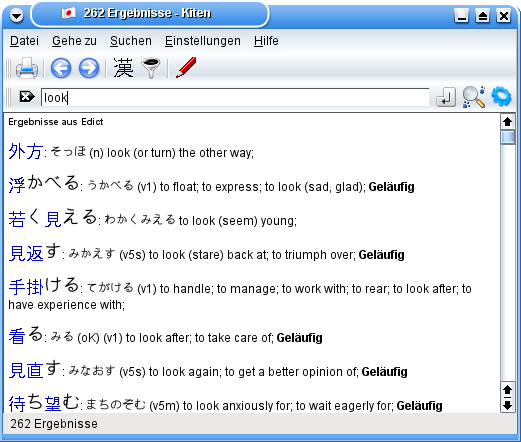 262 Ergebnisse - Kiten
Datei Gehe zu Suchen Einstellungen Hilfe
漢
look
Ergebnisse aus Edict
外方: そっほ (n) look (or turn) the other way;
浮かべる: うかべる (v1) to float; to express; to look (sad, glad); Geläufig
若く見える: わかくみえる to look (seem) young;
見返す: みかえす (v5s) to look (stare) back at; to triumph over; Geläufig
手掛ける: てがける (v1) to handle; to manage; to work with; to rear; to look after; to
have experience with;
看る: みる (oK) (v1) to look after; to take care of; Geläufig
見直す: みなおす (v5s) to look again; to get a better opinion of; Geläufig
待ち望む: まちのぞむ (v5m) to look anxiously for; to wait eagerly for; Geläufig
262 Ergebnisse